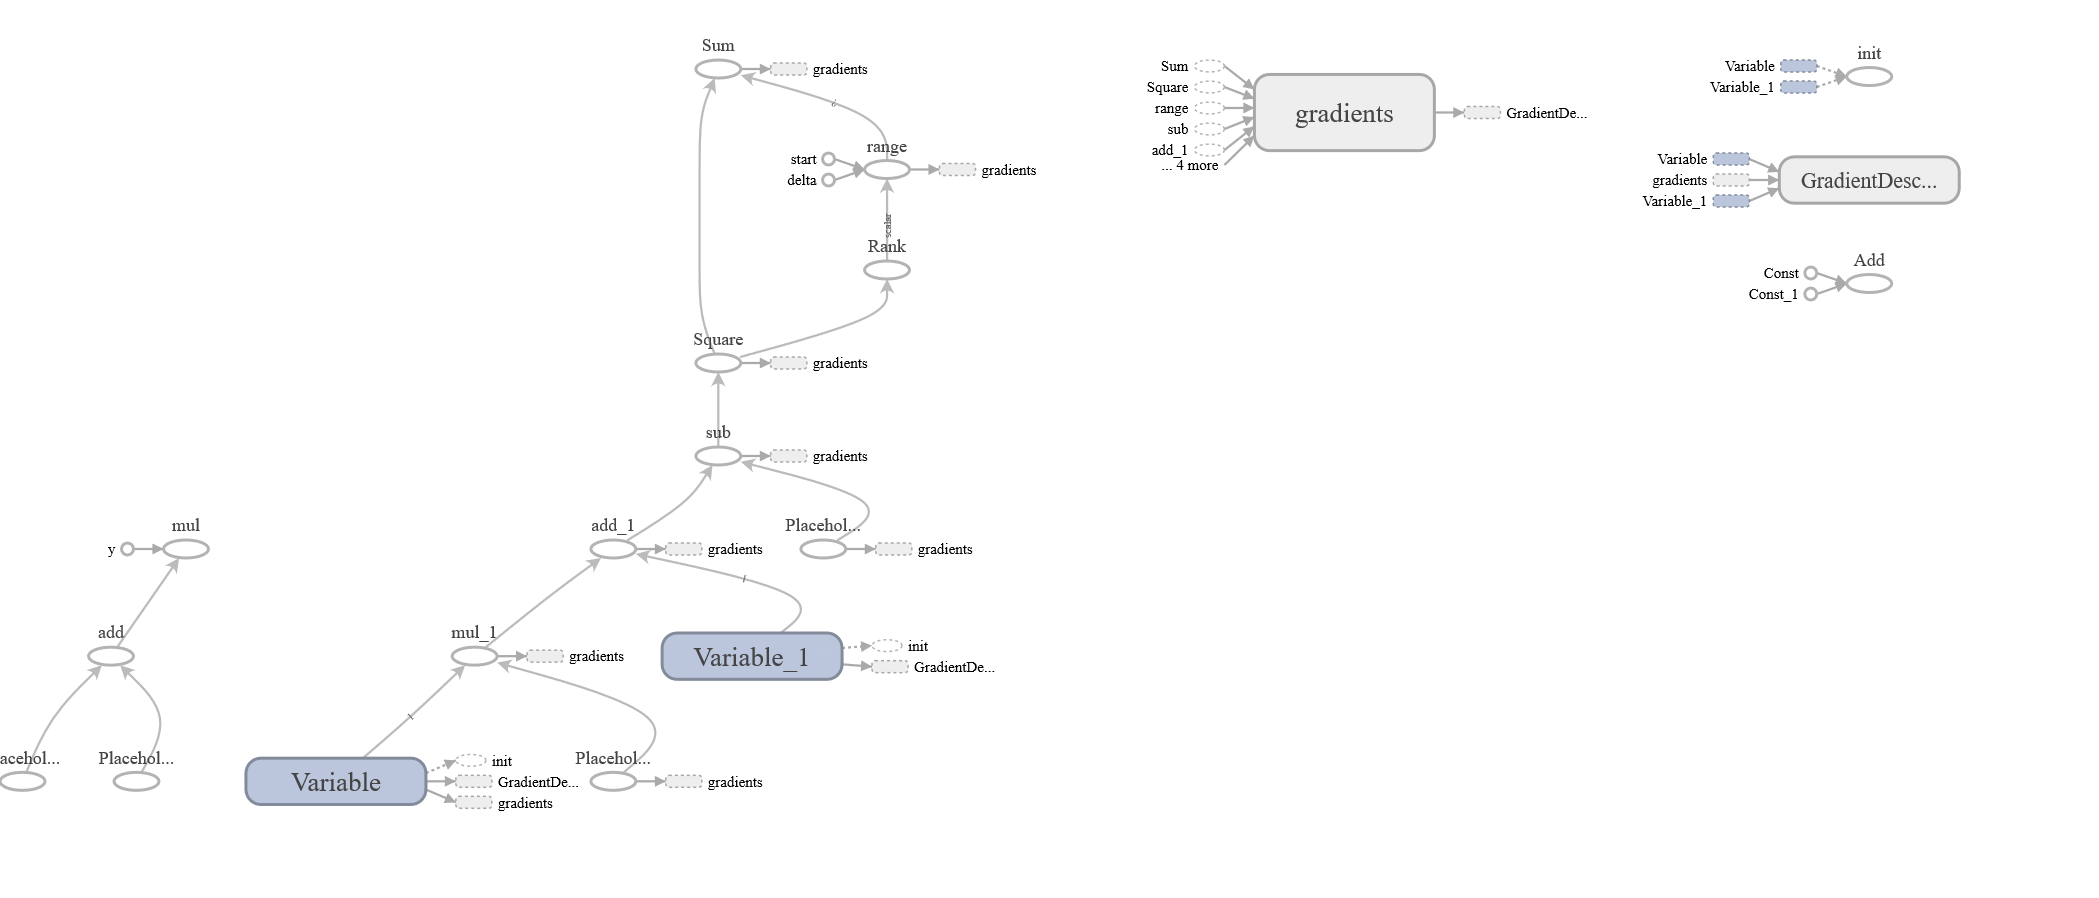 Sum
gradients
start
delta
range
gradients
scalar
Rank
Square
gradients
sub
gradients
mul
y
add_1
gradients
Placehol...
gradients
add
mul_1
gradients
Variable_1
init
GradientDe...
acehol...
Placehol...
Variable
init
GradientDe...
gradients
Placehol...
gradients
Sum
Square
range
sub
add_1
... 4 more
gradients
GradientDe...
Variable
Variable_1
init
Variable
gradients
Variable_1
GradientDesc...
Const
Const_1
Add